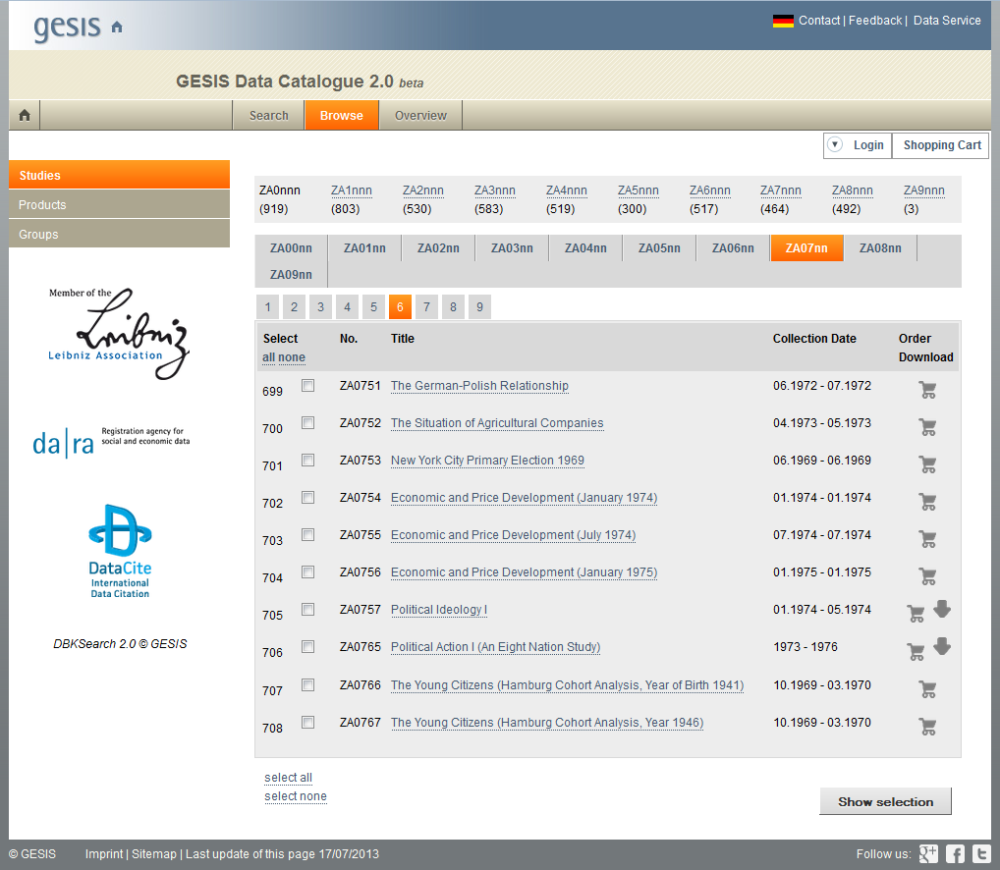 gesis
Contact | Feedback | Data Service
GESIS Data Catalogue 2.0 beta
Search Browse Overview
Login Shopping Cart
Studies
Products
Groups
ZA0nnn ZA1nnn ZA2nnn ZA3nnn ZA4nnn ZA5nnn ZA6nnn ZA7nnn ZA8nnn ZA9nnn
(919) (803) (530) (583) (519) (300) (517) (464) (492) (3)
ZA00nn ZA01nn ZA02nn ZA03nn ZA04nn ZA05nn ZA06nn ZA07nn ZA08nn
ZA09nn
1 2 3 4 5 6 7 8 9
Member of the
Leibniz
Leibniz Association
da|ra Registration agency for
social and economic data
DataCite
International
Data Citation
DBKSearch 2.0 © GESIS
Select No. Title Collection Date Order
all none Download
699 ZA0751 The German-Polish Relationship 06.1972 - 07.1972
700 ZA0752 The Situation of Agricultural Companies 04.1973 - 05.1973
701 ZA0753 New York City Primary Election 1969 06.1969 - 06.1969
702 ZA0754 Economic and Price Development (January 1974) 01.1974 - 01.1974
703 ZA0755 Economic and Price Development (July 1974) 07.1974 - 07.1974
704 ZA0756 Economic and Price Development (January 1975) 01.1975 - 01.1975
705 ZA0757 Political Ideology I 01.1974 - 05.1974
706 ZA0765 Political Action I (An Eight Nation Study) 1973 - 1976
707 ZA0766 The Young Citizens (Hamburg Cohort Analysis, Year of Birth 1941) 10.1969 - 03.1970
708 ZA0767 The Young Citizens (Hamburg Cohort Analysis, Year 1946) 10.1969 - 03.1970
select all
select none
Show selection
© GESIS Imprint | Sitemap | Last update of this page 17/07/2013 Follow us: